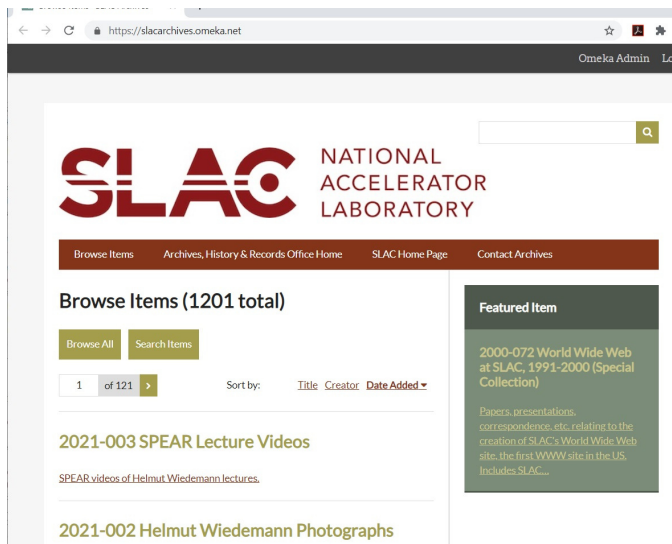 https://slacarchives.omeka.net
Omeka Admin
SLAC NATIONAL
ACCELERATOR
LABORATORY
Browse Items Archives, History & Records Office Home SLAC Home Page Contact Archives
Browse Items (1201 total)
Browse All Search Items
1 of 121 > Sort by: Title Creator Date Added
2021-003 SPEAR Lecture Videos
SPEAR videos of Helmut Wiedemann lectures.
2021-002 Helmut Wiedemann Photographs
Featured Item
2000-072 World Wide Web
at SLAC, 1991-2000 (Special
Collection)
Papers, presentations,
correspondence, etc. relating to the
creation of SLAC's World Wide Web
site, the first WWW site in the US.
Includes SLAC...